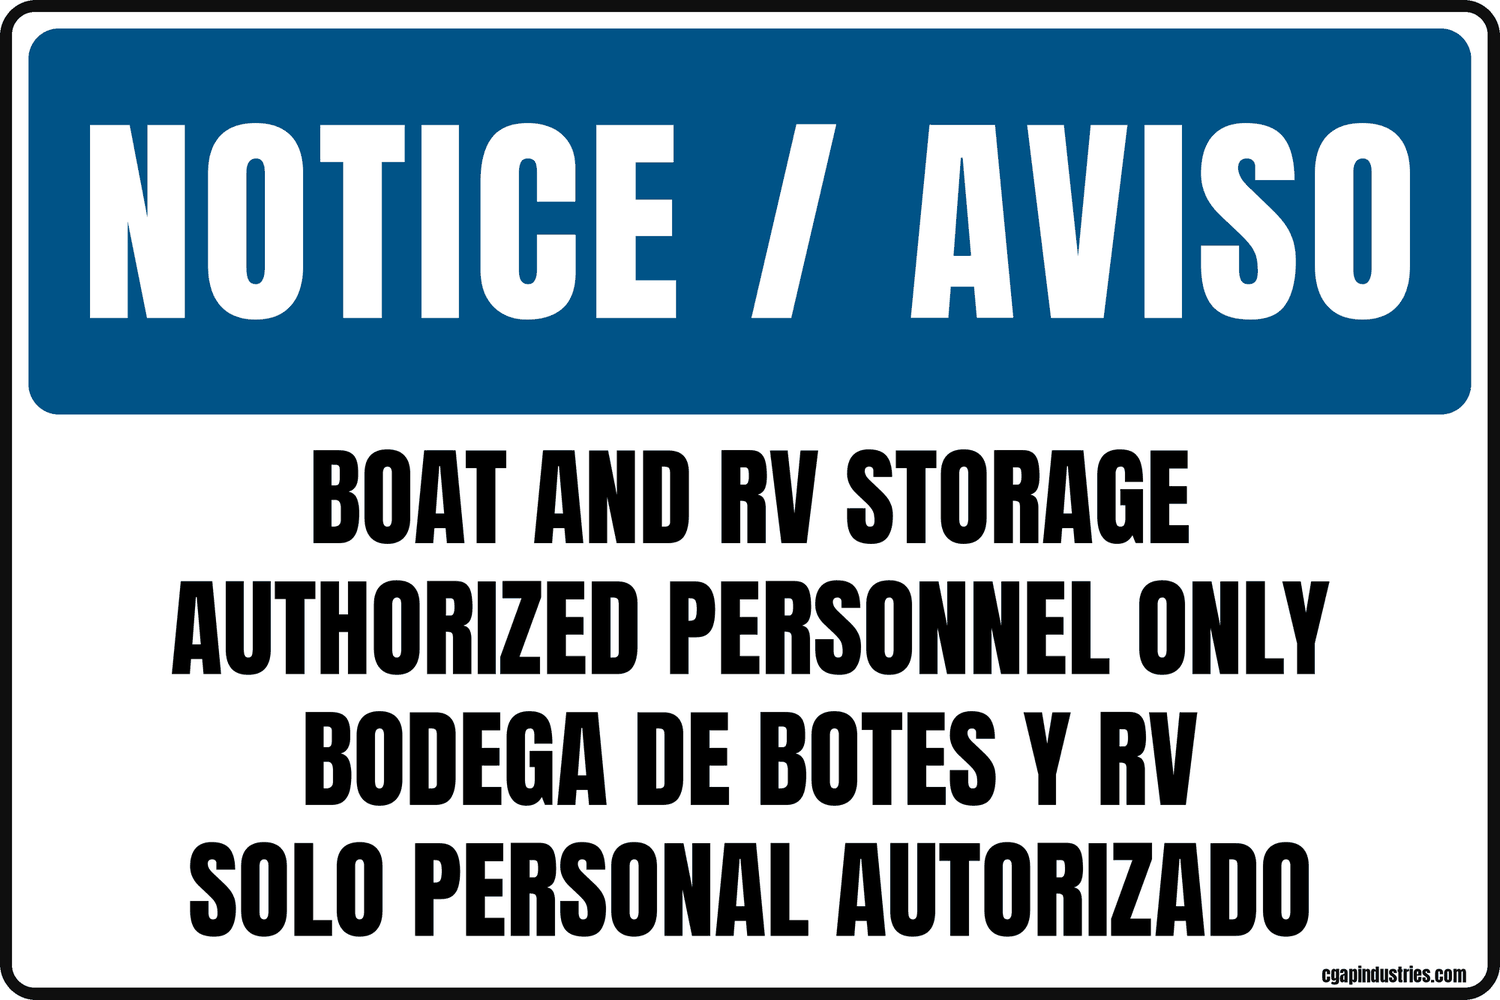 NOTICE / AVISO
BOAT AND RV STORAGE
AUTHORIZED PERSONNEL ONLY
BODEGA DE BOTES Y RV
SOLO PERSONAL AUTORIZADO
cgapindustries.com